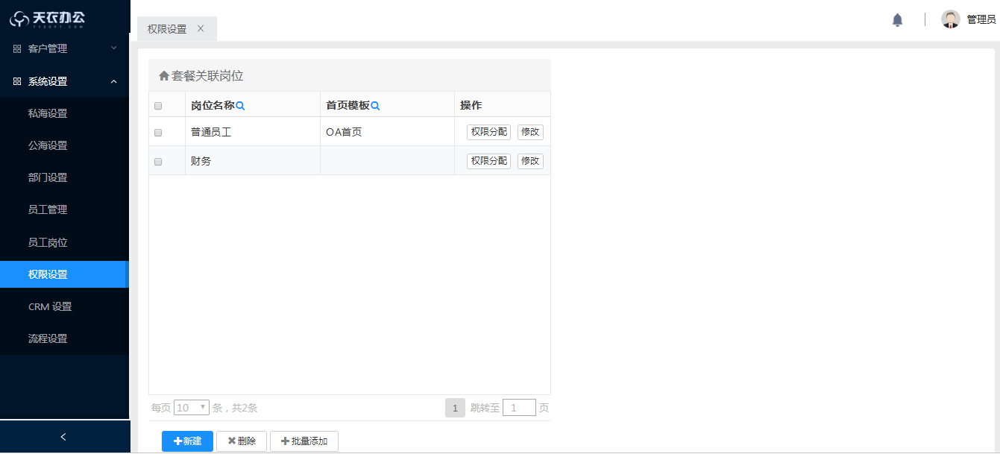 天衣办公
TYSOFT.COM
客户管理
系统设置
私海设置
公海设置
部门设置
员工管理
员工岗位
权限设置
CRM 设置
流程设置
权限设置
管理员
套餐关联岗位
岗位名称 首页模板 操作
普通员工 OA首页 权限分配 修改
财务 权限分配 修改
每页 10 条，共2条 1 跳转至 1 页
新建 删除 批量添加